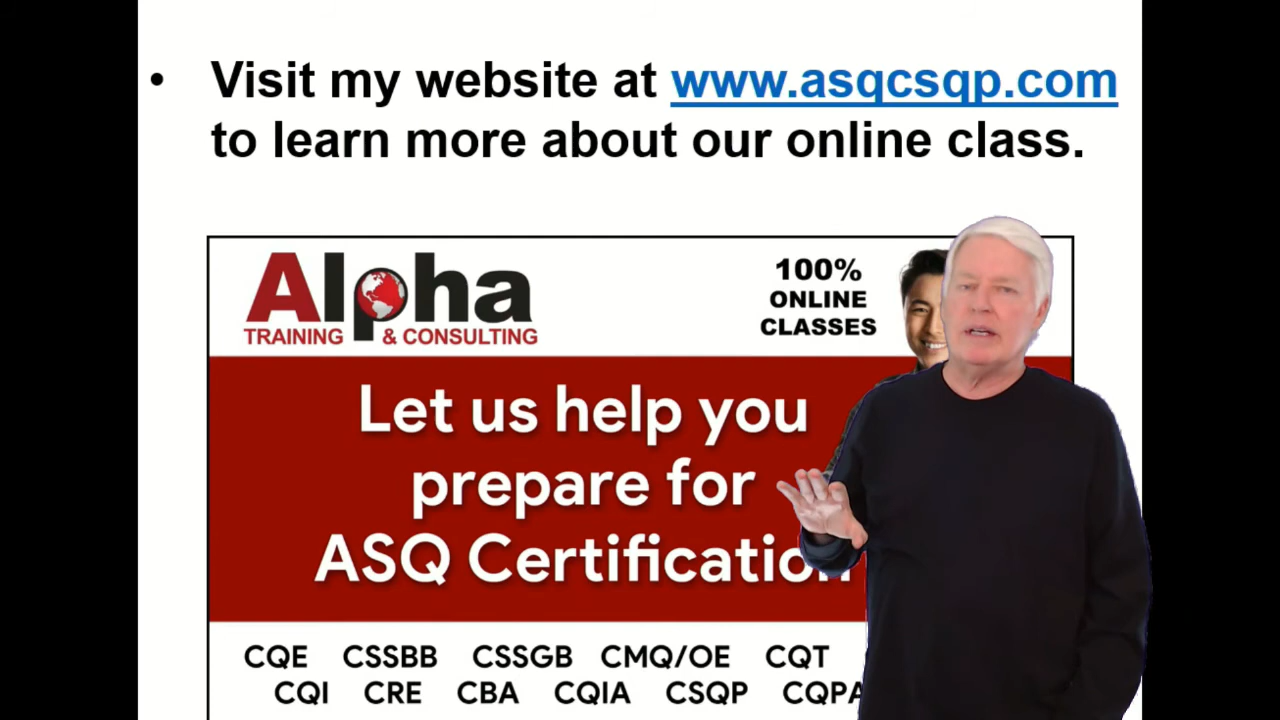 • Visit my website at www.asqcsqp.com
to learn more about our online class.
Alpha
TRAINING & CONSULTING
100%
ONLINE
CLASSES
Let us help you
prepare for
ASQ Certification
CQE CSSBB CSSGB CMQ/OE CQT
CQI CRE CBA CQIA CSQP CQPA